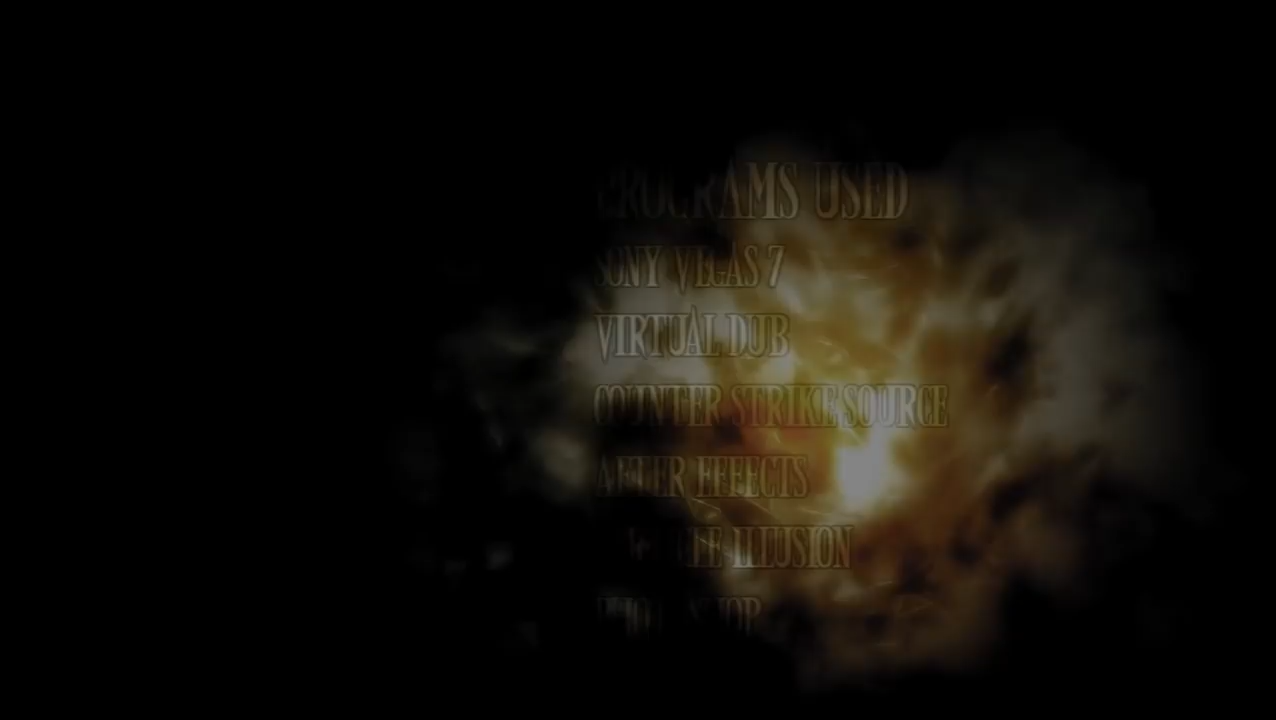 PROGRAMS USED
SONY VEGAS 7
VIRTUAL DUB
COUNTER STRIKE SOURCE
AFTER EFFECTS
ILLUSION